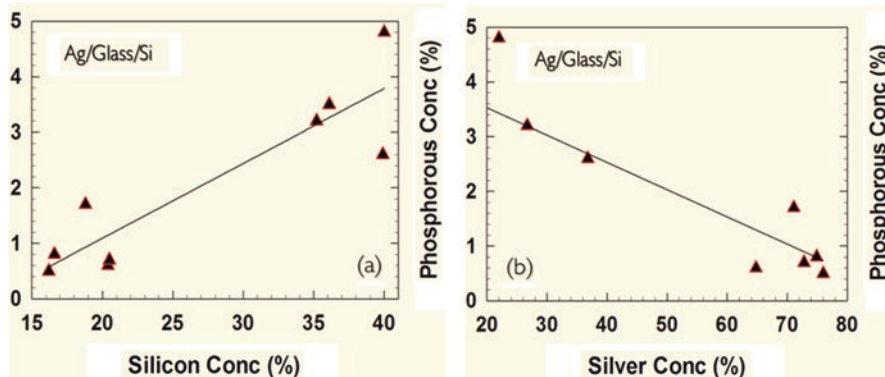 5
4
3
2
1
0
Ag/Glass/Si
(a)
15 20 25 30 35 40
Silicon Conc (%)
Phosphorous Conc (%)
5
4
3
2
1
0
Ag/Glass/Si
(b)
20 30 40 50 60 70 80
Silver Conc (%)
Phosphorous Conc (%)